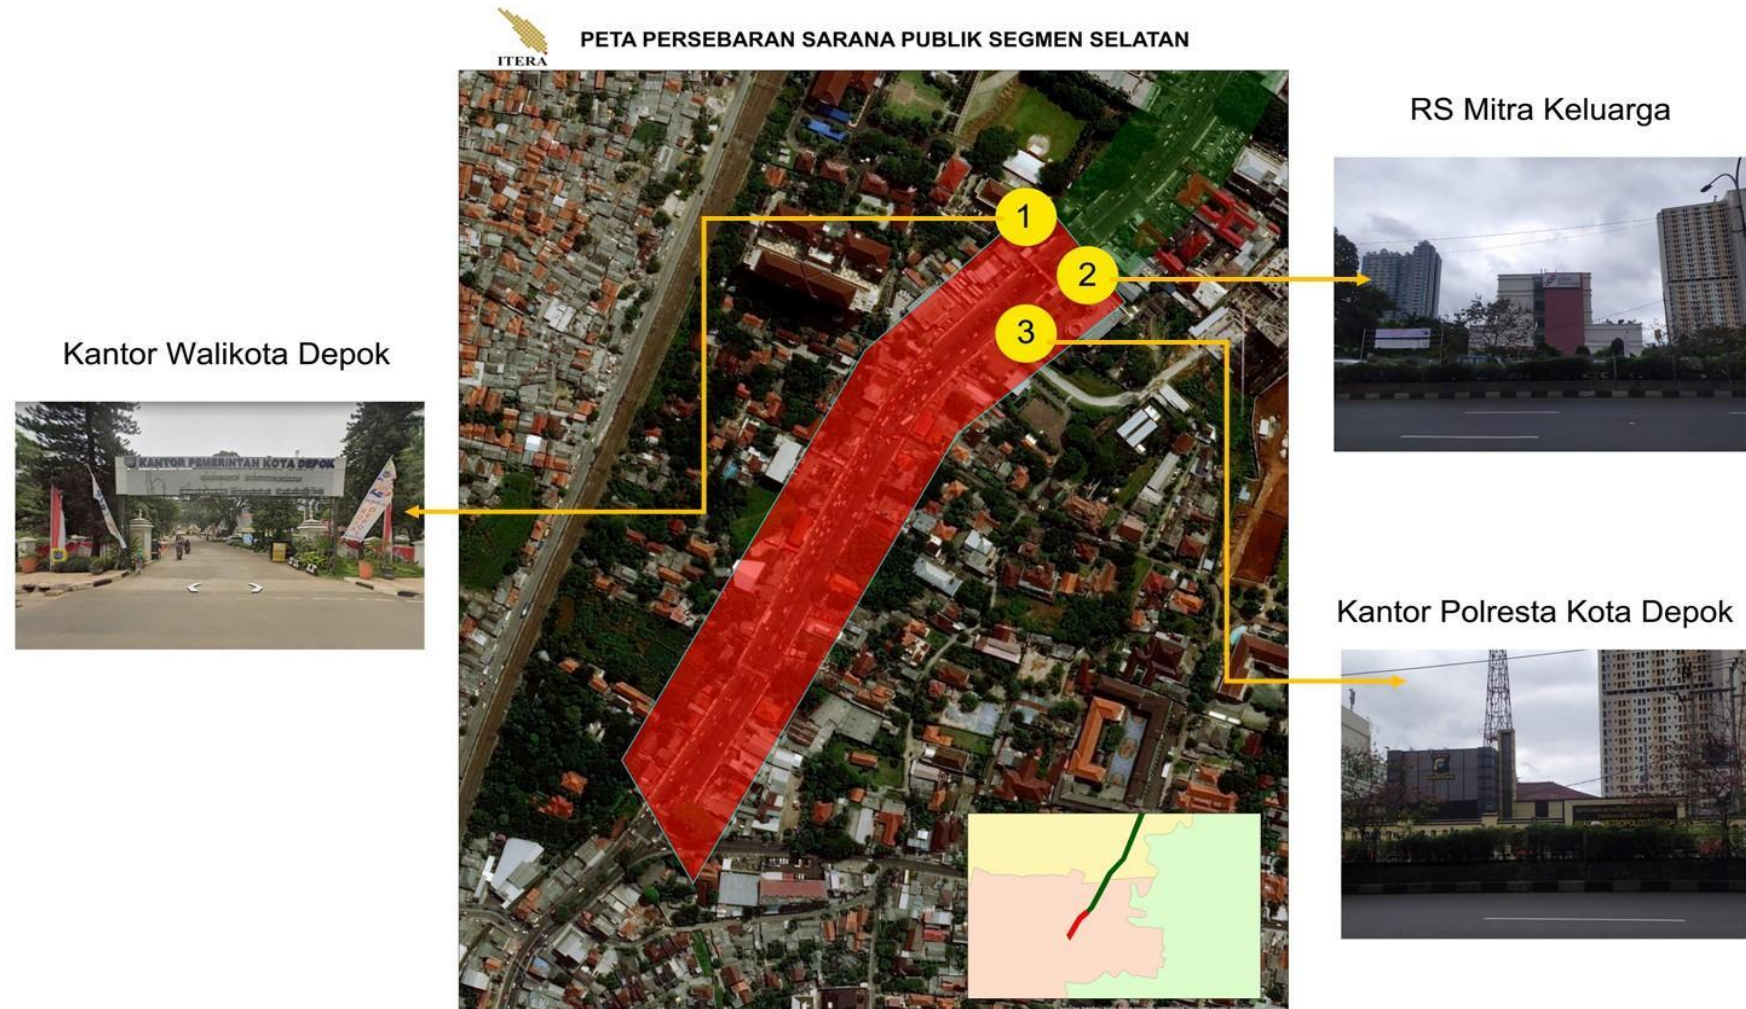 ITERA
PETA PERSEBARAN SARANA PUBLIK SEGMEN SELATAN
RS Mitra Keluarga
1
2
3
Kantor Walikota Depok
KANTOR PEMERINTAH KOTA DEPOK
Kantor Polresta Kota Depok